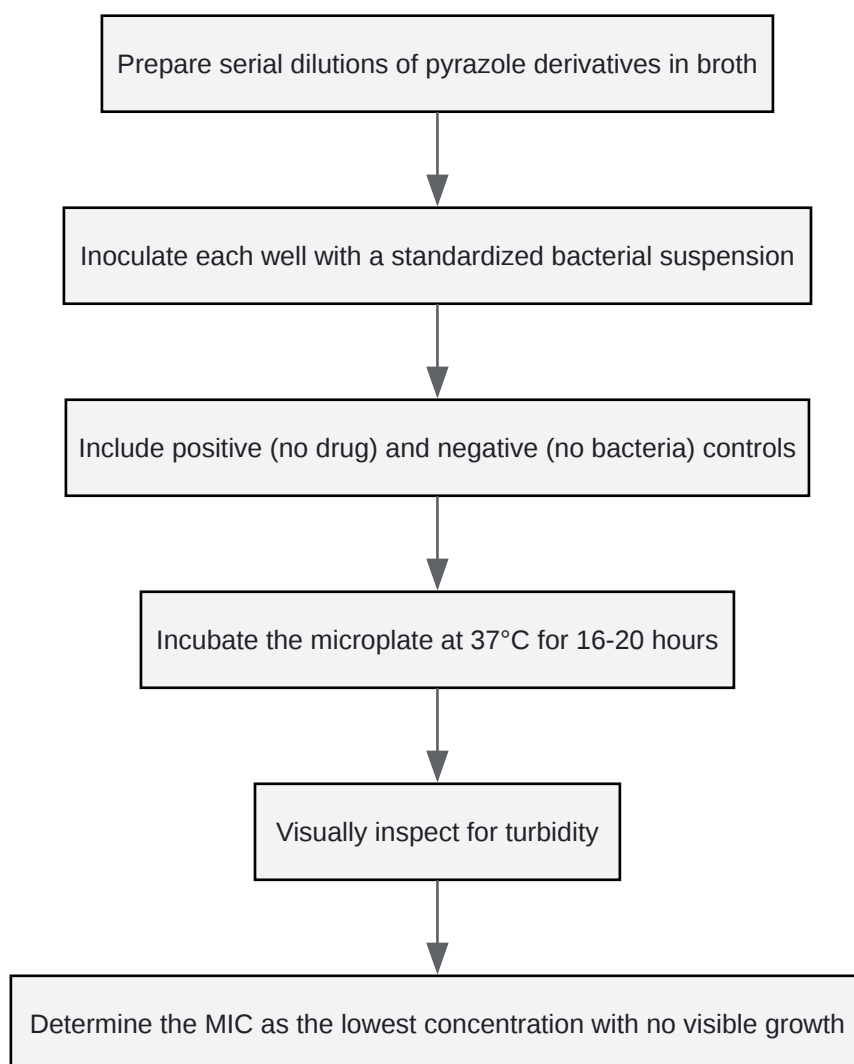 Prepare serial dilutions of pyrazole derivatives in broth
Inoculate each well with a standardized bacterial suspension
Include positive (no drug) and negative (no bacteria) controls
Incubate the microplate at 37°C for 16-20 hours
Visually inspect for turbidity
Determine the MIC as the lowest concentration with no visible growth